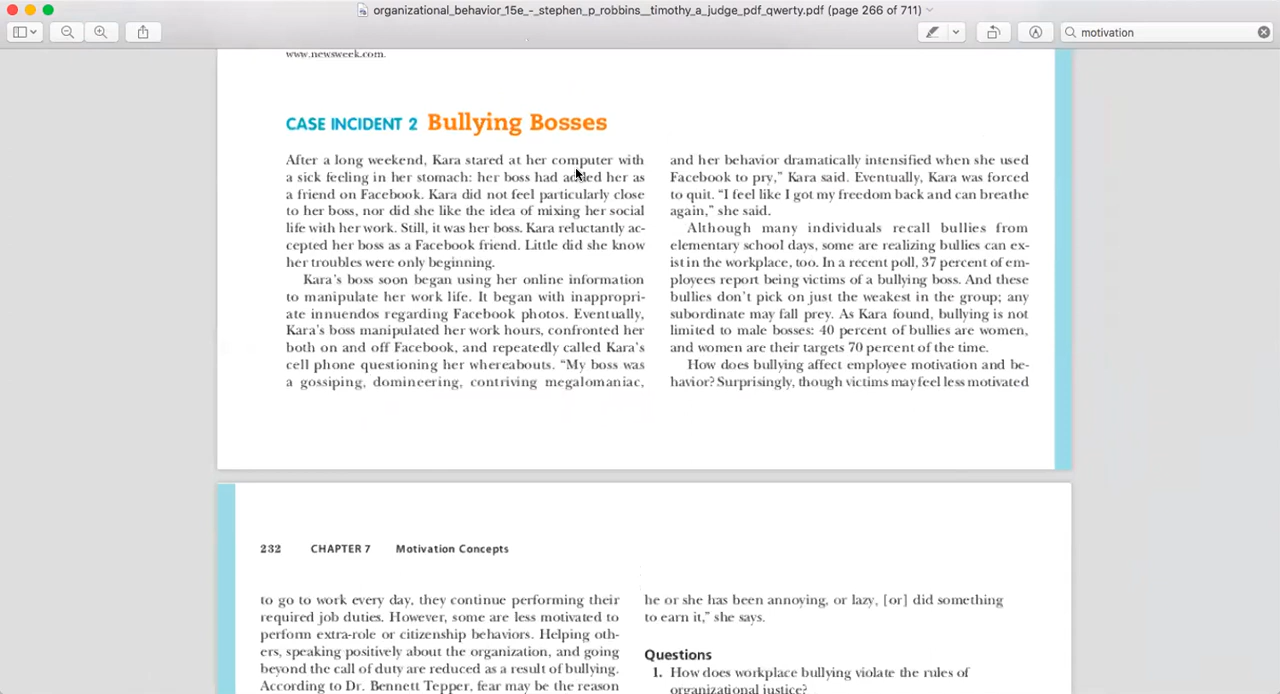 organizational_behavior_15e_-_stephen_p_robbins__timothy_a_judge_pdf_qwerty.pdf (page 266 of 711)
motivation
www.newsweek.com.
CASE INCIDENT 2 Bullying Bosses
After a long weekend, Kara stared at her computer with
a sick feeling in her stomach: her boss had added her as
a friend on Facebook. Kara did not feel particularly close
to her boss, nor did she like the idea of mixing her social
life with her work. Still, it was her boss. Kara reluctantly ac-
cepted her boss as a Facebook friend. Little did she know
her troubles were only beginning.
Kara's boss soon began using her online information
to manipulate her work life. It began with inappropri-
ate innuendos regarding Facebook photos. Eventually,
Kara's boss manipulated her work hours, confronted her
both on and off Facebook, and repeatedly called Kara's
cell phone questioning her whereabouts. “My boss was
a gossiping, domineering, contriving megalomaniac,
and her behavior dramatically intensified when she used
Facebook to pry,” Kara said. Eventually, Kara was forced
to quit. “I feel like I got my freedom back and can breathe
again,” she said.
Although many individuals recall bullies from
elementary school days, some are realizing bullies can ex-
ist in the workplace, too. In a recent poll, 37 percent of em-
ployees report being victims of a bullying boss. And these
bullies don't pick on just the weakest in the group; any
subordinate may fall prey. As Kara found, bullying is not
limited to male bosses: 40 percent of bullies are women,
and women are their targets 70 percent of the time.
How does bullying affect employee motivation and be-
havior? Surprisingly, though victims may feel less motivated
232 CHAPTER 7 Motivation Concepts
to go to work every day, they continue performing their
required job duties. However, some are less motivated to
perform extra-role or citizenship behaviors. Helping oth-
ers, speaking positively about the organization, and going
beyond the call of duty are reduced as a result of bullying.
According to Dr. Bennett Tepper, fear may be the reason
he or she has been annoying, or lazy, [or] did something
to earn it,” she says.
Questions
1. How does workplace bullying violate the rules of
organizational justice?